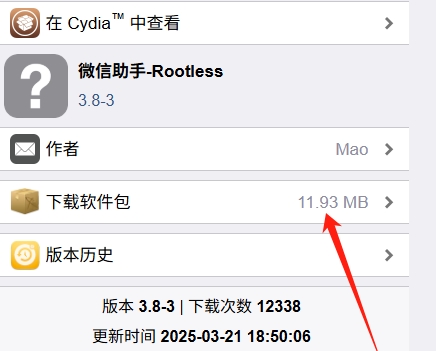 在 Cydia™ 中查看
微信助手-Rootless
3.8-3
作者 Mao
下载软件包 11.93 MB
版本历史
版本 3.8-3 | 下载次数 12338
更新时间 2025-03-21 18:50:06